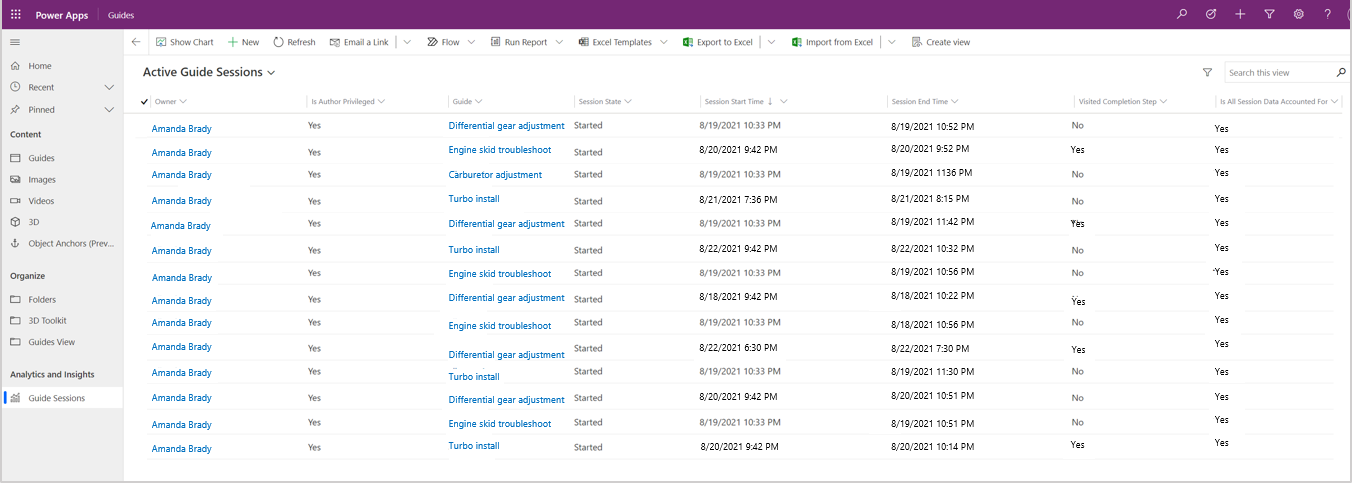 Power Apps Guides
Show Chart New Refresh Email a Link Flow Run Report Excel Templates Export to Excel Import from Excel Create view
Home
Recent
Pinned
Content
Guides
Images
Videos
3D
Object Anchors (Prev...
Organize
Folders
3D Toolkit
Guides View
Analytics and Insights
Guide Sessions
Active Guide Sessions Search this view
Owner Is Author Privileged Guide Session State Session Start Time ↓ Session End Time Visited Completion Step Is All Session Data Accounted For
Amanda Brady Yes Differential gear adjustment Started 8/19/2021 10:33 PM 8/19/2021 10:52 PM No Yes
Amanda Brady Yes Engine skid troubleshoot Started 8/20/2021 9:42 PM 8/20/2021 9:52 PM Yes Yes
Amanda Brady Yes Carburetor adjustment Started 8/19/2021 10:33 PM 8/19/2021 1136 PM No Yes
Amanda Brady Yes Turbo install Started 8/21/2021 7:36 PM 8/21/2021 8:15 PM No Yes
Amanda Brady Yes Differential gear adjustment Started 8/19/2021 10:33 PM 8/19/2021 11:42 PM Yes Yes
Amanda Brady Yes Turbo install Started 8/22/2021 9:42 PM 8/22/2021 10:32 PM No Yes
Amanda Brady Yes Engine skid troubleshoot Started 8/19/2021 10:33 PM 8/19/2021 10:56 PM No Yes
Amanda Brady Yes Differential gear adjustment Started 8/18/2021 9:42 PM 8/18/2021 10:22 PM Yes Yes
Amanda Brady Yes Engine skid troubleshoot Started 8/19/2021 10:33 PM 8/18/2021 10:56 PM No Yes
Amanda Brady Yes Differential gear adjustment Started 8/22/2021 6:30 PM 8/22/2021 7:30 PM Yes Yes
Amanda Brady Yes Turbo install Started 8/19/2021 10:33 PM 8/19/2021 11:30 PM No Yes
Amanda Brady Yes Differential gear adjustment Started 8/20/2021 9:42 PM 8/20/2021 10:51 PM No Yes
Amanda Brady Yes Engine skid troubleshoot Started 8/19/2021 10:33 PM 8/19/2021 10:51 PM No Yes
Amanda Brady Yes Turbo install Started 8/20/2021 9:42 PM 8/20/2021 10:14 PM Yes Yes